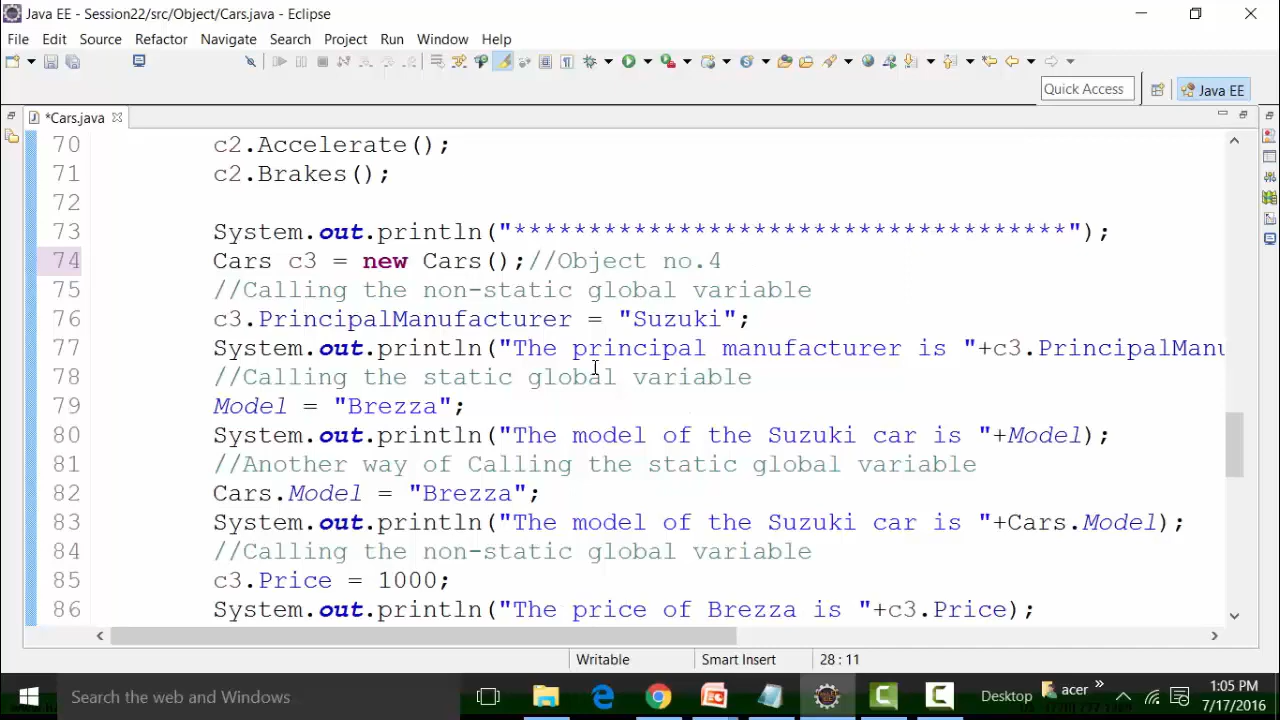 Java EE - Session22/src/Object/Cars.java - Eclipse
File Edit Source Refactor Navigate Search Project Run Window Help
Quick Access
Java EE
*Cars.java
70 c2.Accelerate();
71 c2.Brakes();
72
73 System.out.println("*************************************");
74 Cars c3 = new Cars();//Object no.4
75 //Calling the non-static global variable
76 c3.PrincipalManufacturer = "Suzuki";
77 System.out.println("The principal manufacturer is "+c3.PrincipalManu
78 //Calling the static global variable
79 Model = "Brezza";
80 System.out.println("The model of the Suzuki car is "+Model);
81 //Another way of Calling the static global variable
82 Cars.Model = "Brezza";
83 System.out.println("The model of the Suzuki car is "+Cars.Model);
84 //Calling the non-static global variable
85 c3.Price = 1000;
86 System.out.println("The price of Brezza is "+c3.Price);
Writable Smart Insert 28 : 11
Search the web and Windows
Desktop
acer
1:05 PM
7/17/2016